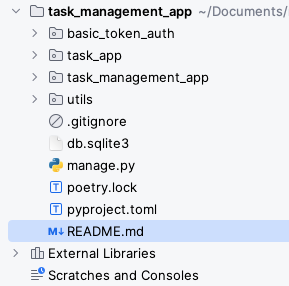 task_management_app ~/Documents/
basic_token_auth
task_app
task_management_app
utils
.gitignore
db.sqlite3
manage.py
poetry.lock
T pyproject.toml
M↓ README.md
External Libraries
Scratches and Consoles